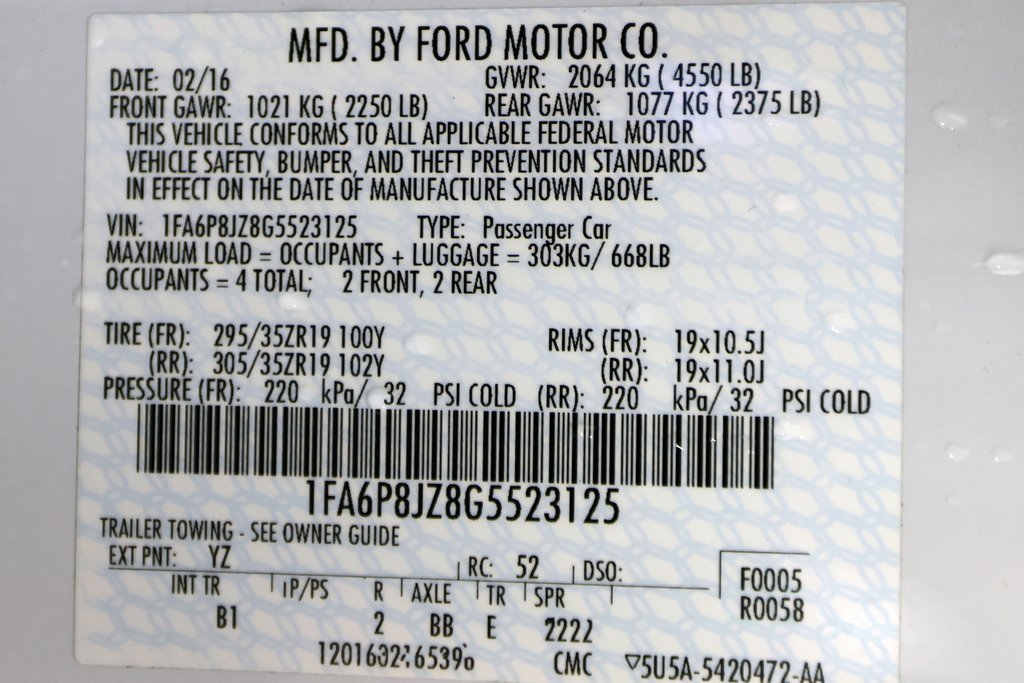 MFD. BY FORD MOTOR CO.
DATE: 02/16 GVWR: 2064 KG ( 4550 LB)
FRONT GAWR: 1021 KG ( 2250 LB) REAR GAWR: 1077 KG ( 2375 LB)
THIS VEHICLE CONFORMS TO ALL APPLICABLE FEDERAL MOTOR
VEHICLE SAFETY, BUMPER, AND THEFT PREVENTION STANDARDS
IN EFFECT ON THE DATE OF MANUFACTURE SHOWN ABOVE.
VIN: 1FA6P8JZ8G5523125 TYPE: Passenger Car
MAXIMUM LOAD = OCCUPANTS + LUGGAGE = 303KG/ 668LB
OCCUPANTS = 4 TOTAL; 2 FRONT, 2 REAR
TIRE (FR): 295/35ZR19 100Y RIMS (FR): 19x10.5J
(RR): 305/35ZR19 102Y (RR): 19x11.0J
PRESSURE (FR): 220 kPa/ 32 PSI COLD (RR): 220 kPa/ 32 PSI COLD
1FA6P8JZ8G5523125
TRAILER TOWING - SEE OWNER GUIDE
EXT PNT: YZ RC: 52 DSO: F0005
INT TR TP/PS R AXLE TR SPR R0058
B1 2 BB E 2222
CMC ▽5U5A-5420472-AA